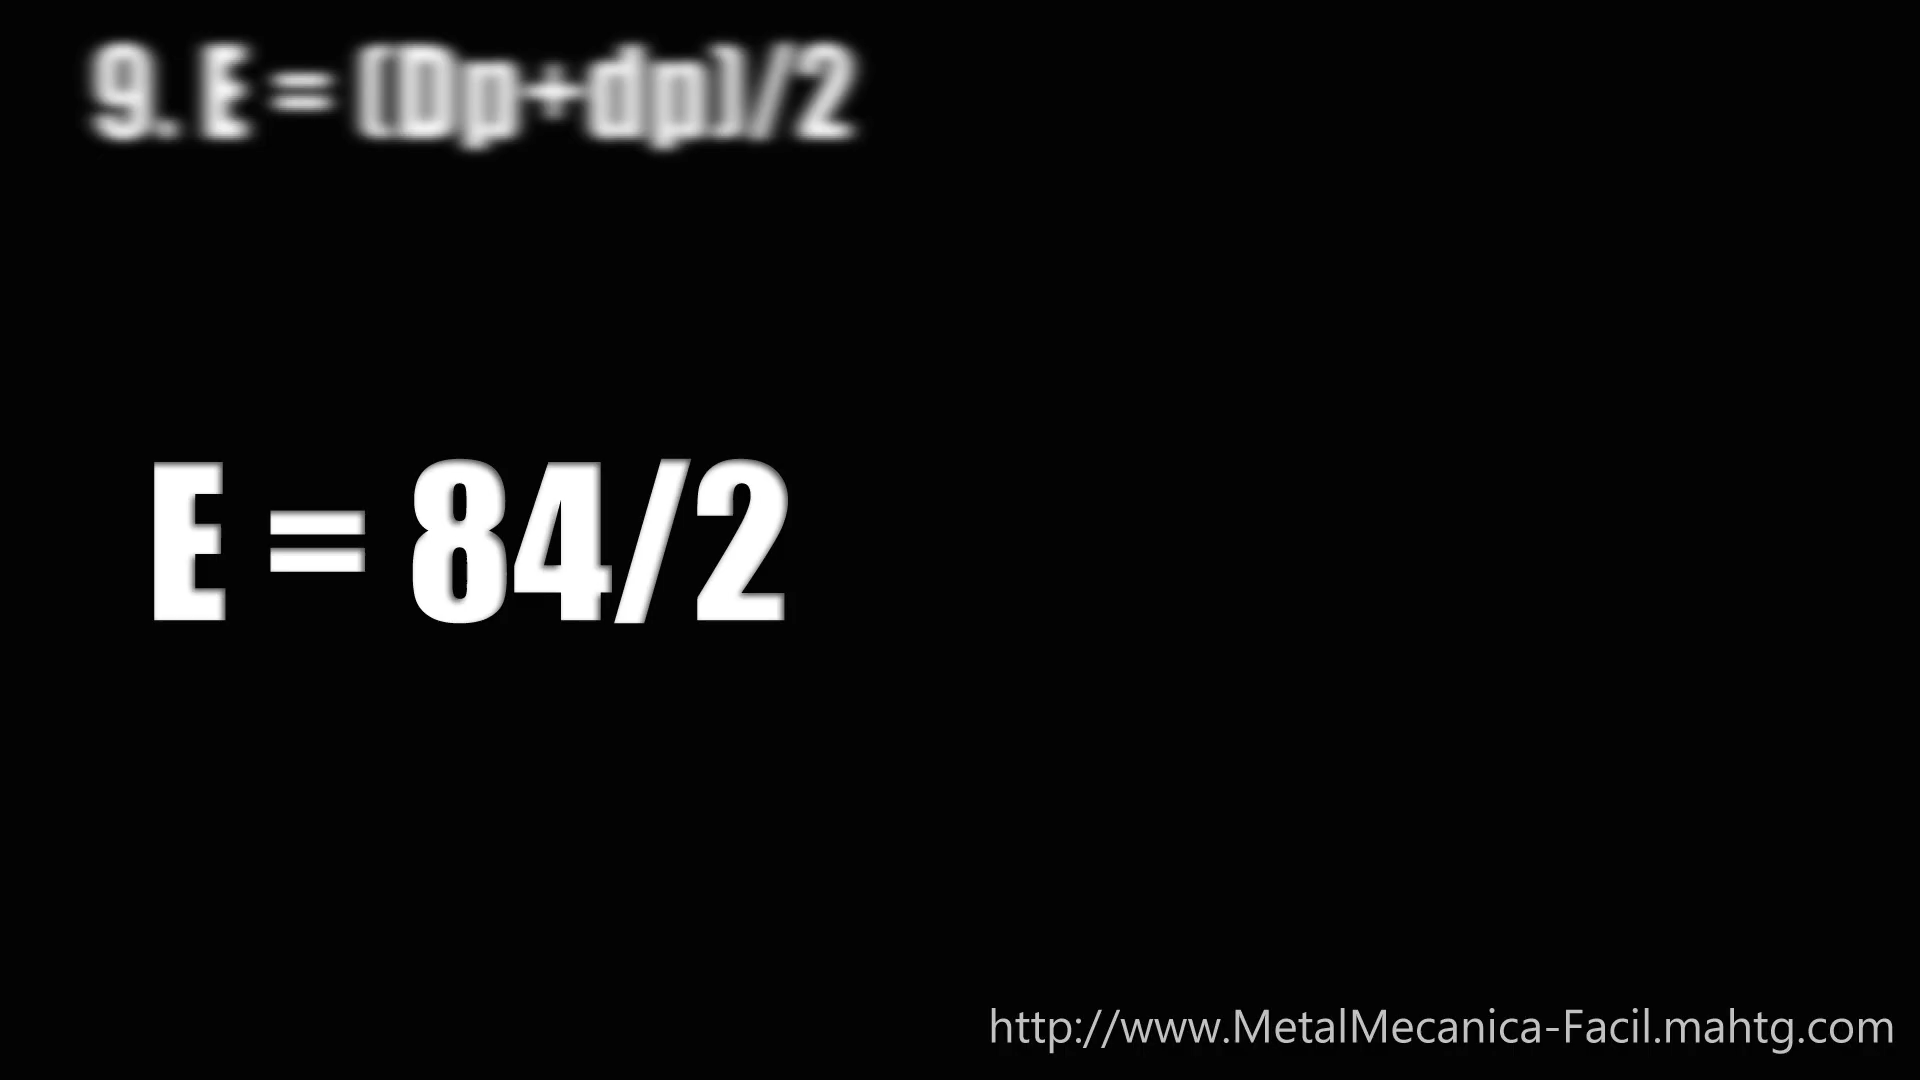 9. E = (Dp+dp)/2
E = 84/2
http://www.MetalMecanica-Facil.mahtg.com